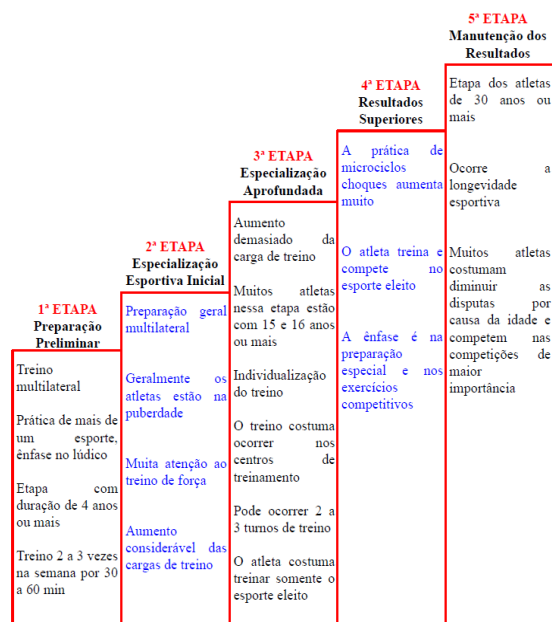 1ª ETAPA
Preparação
Preliminar
Treino
multilateral
Prática de mais de
um esporte,
ênfase no lúdico
Etapa com
duração de 4 anos
ou mais
Treino 2 a 3 vezes
na semana por 30
a 60 min
2ª ETAPA
Especialização
Esportiva Inicial
Preparação geral
multilateral
Geralmente os
atletas estão na
puberdade
Muita atenção ao
treino de força
Aumento
considerável das
cargas de treino
3ª ETAPA
Especialização
Aprofundada
Aumento
demasiado da
carga de treino
Muitos atletas
nessa etapa estão
com 15 e 16 anos
ou mais
Individualização
do treino
O treino costuma
ocorrer nos
centros de
treinamento
Pode ocorrer 2 a
3 turnos de treino
O atleta costuma
treinar somente o
esporte eleito
4ª ETAPA
Resultados
Superiores
A prática de
microciclos
choques aumenta
muito
O atleta treina e
compete no
esporte eleito
A ênfase é na
preparação
especial e nos
exercícios
competitivos
5ª ETAPA
Manutenção dos
Resultados
Etapa dos atletas
de 30 anos ou
mais
Ocorre a
longevidade
esportiva
Muitos atletas
costumam
diminuir as
disputas por
causa da idade e
competem nas
competições de
maior
importância